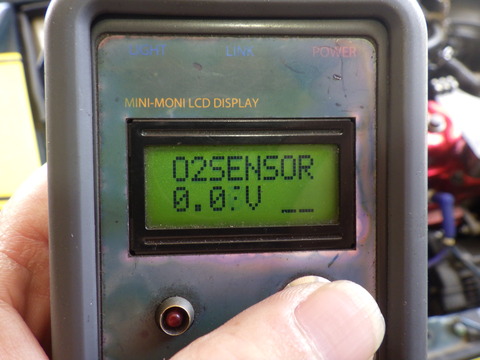 LIGHT LINK POWER
MINI-MONI LCD DISPLAY
O2SENSOR
0.0:V